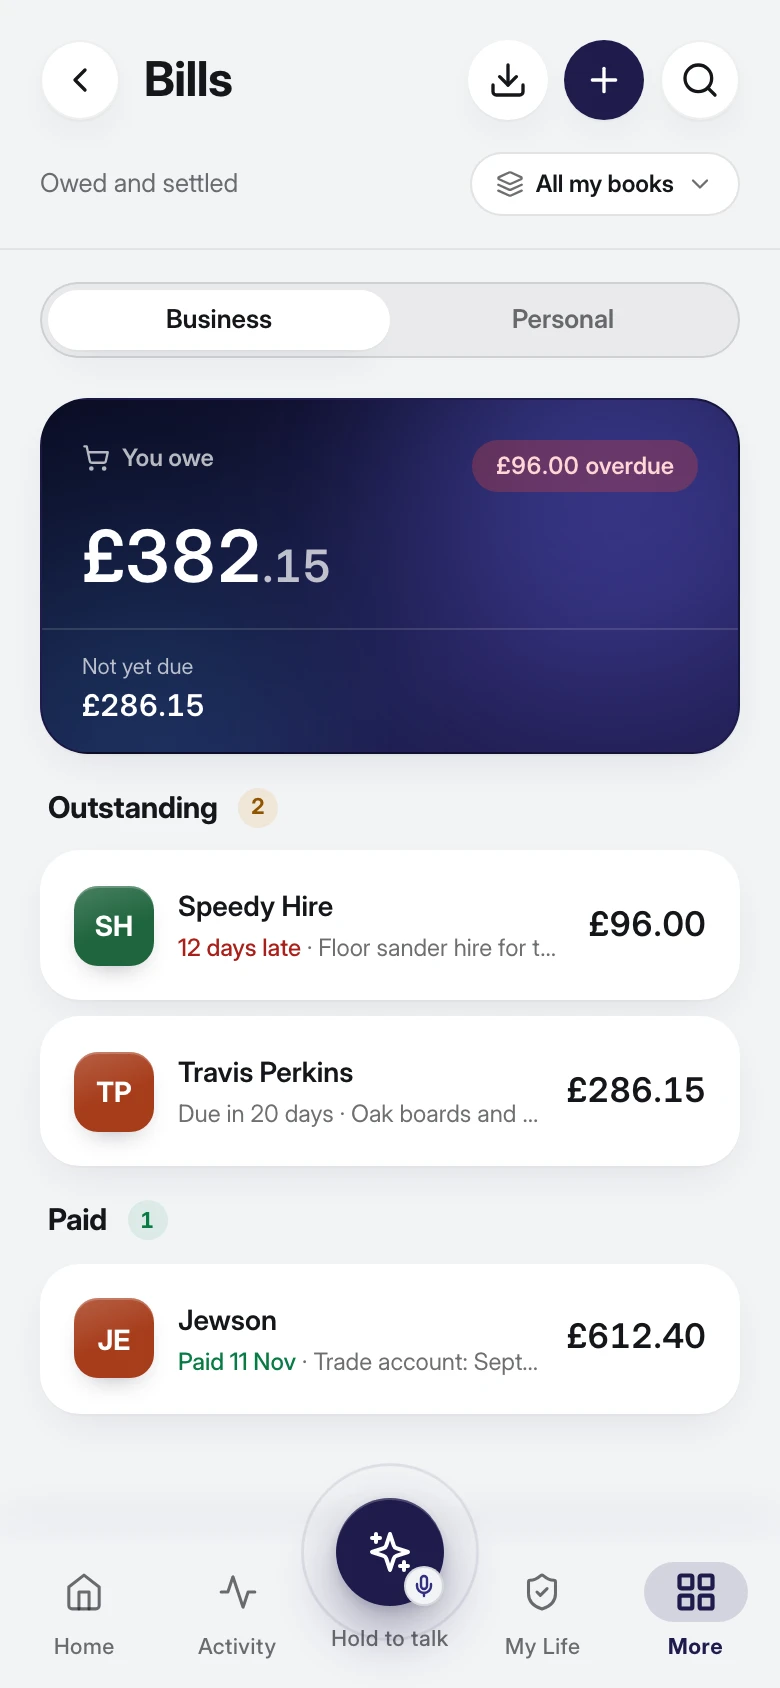 Bills
Owed and settled
All my books
Business
Personal
You owe
£96.00 overdue
£382.15
Not yet due
£286.15
Outstanding 2
SH
Speedy Hire
12 days late · Floor sander hire for t...
£96.00
TP
Travis Perkins
Due in 20 days · Oak boards and ...
£286.15
Paid 1
JE
Jewson
Paid 11 Nov · Trade account: Sept...
£612.40
Home
Activity
Hold to talk
My Life
More